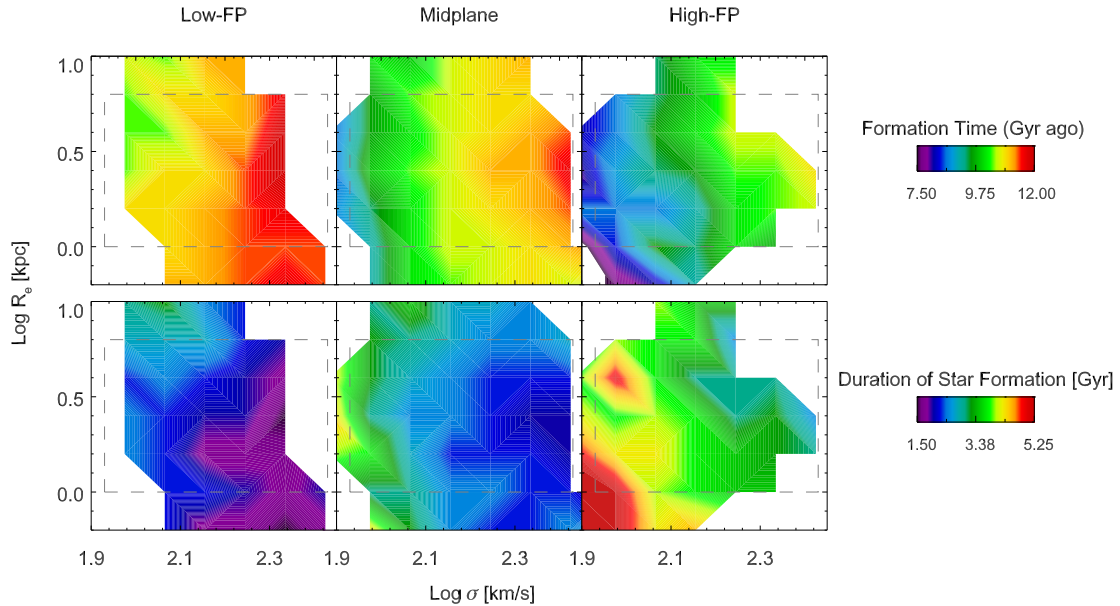 Low-FP Midplane High-FP
1.0
0.5
0.0
Formation Time (Gyr ago)
7.50 9.75 12.00
Log R_e [kpc]
1.0
0.5
0.0
Duration of Star Formation [Gyr]
1.50 3.38 5.25
1.9 2.1 2.3 1.9 2.1 2.3 1.9 2.1 2.3
Log σ [km/s]